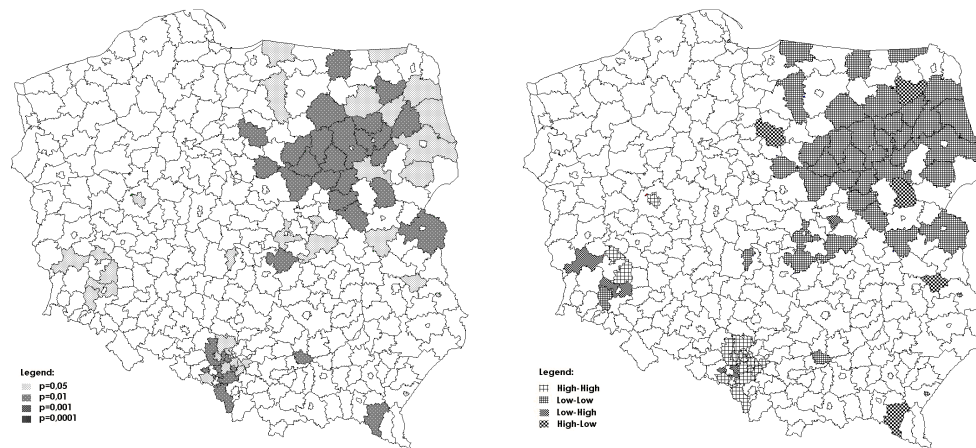 Legend:
p=0,05
p=0,01
p=0,001
p=0,0001
Legend:
High-High
Low-Low
Low-High
High-Low